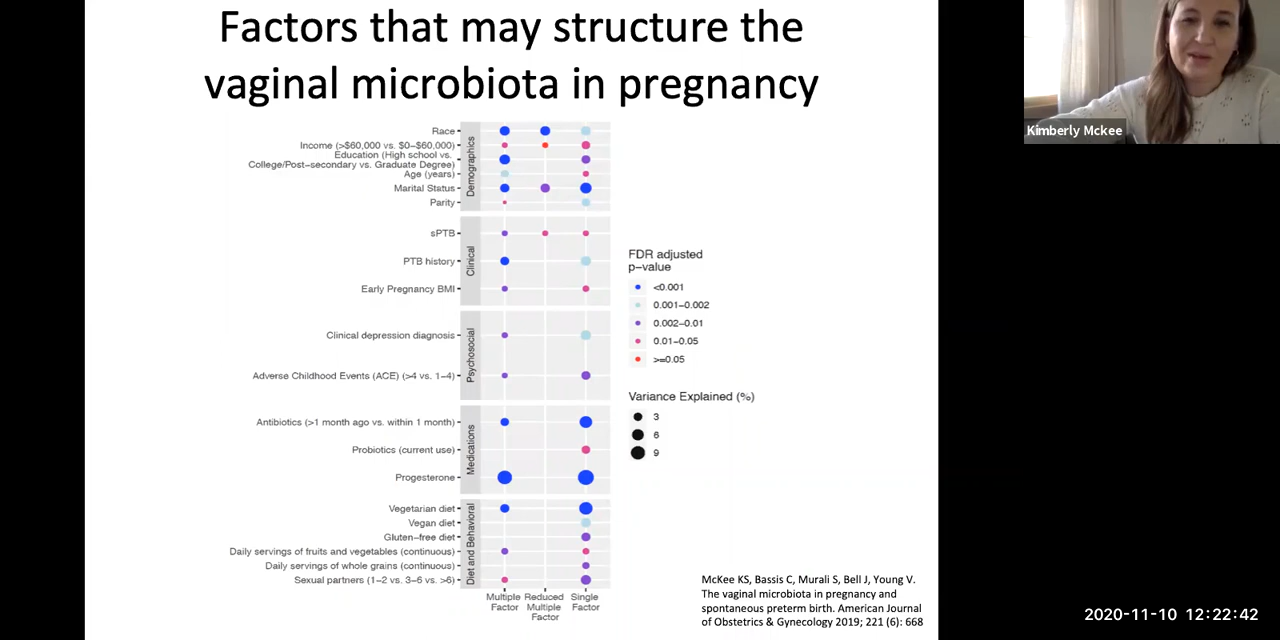 Factors that may structure the
vaginal microbiota in pregnancy
Kimberly Mckee
Race
Income (>$60,000 vs. $0−$60,000)
Education (High school vs.
College/Post−secondary vs. Graduate Degree)
Age (years)
Marital Status
Parity
Demographics
sPTB
PTB history
Early Pregnancy BMI
Clinical
Clinical depression diagnosis
Adverse Childhood Events (ACE) (>4 vs. 1−4)
Psychosocial
Antibiotics (>1 month ago vs. within 1 month)
Probiotics (current use)
Progesterone
Medications
Vegetarian diet
Vegan diet
Gluten−free diet
Daily servings of fruits and vegetables (continuous)
Daily servings of whole grains (continuous)
Sexual partners (1−2 vs. 3−6 vs. >6)
Diet and Behavioral
Multiple
Factor
Reduced
Multiple
Factor
Single
Factor
FDR adjusted
p−value
<0.001
0.001−0.002
0.002−0.01
0.01−0.05
>=0.05
Variance Explained (%)
3
6
9
McKee KS, Bassis C, Murali S, Bell J, Young V.
The vaginal microbiota in pregnancy and
spontaneous preterm birth. American Journal
of Obstetrics & Gynecology 2019; 221 (6): 668
2020-11-10 12:22:42